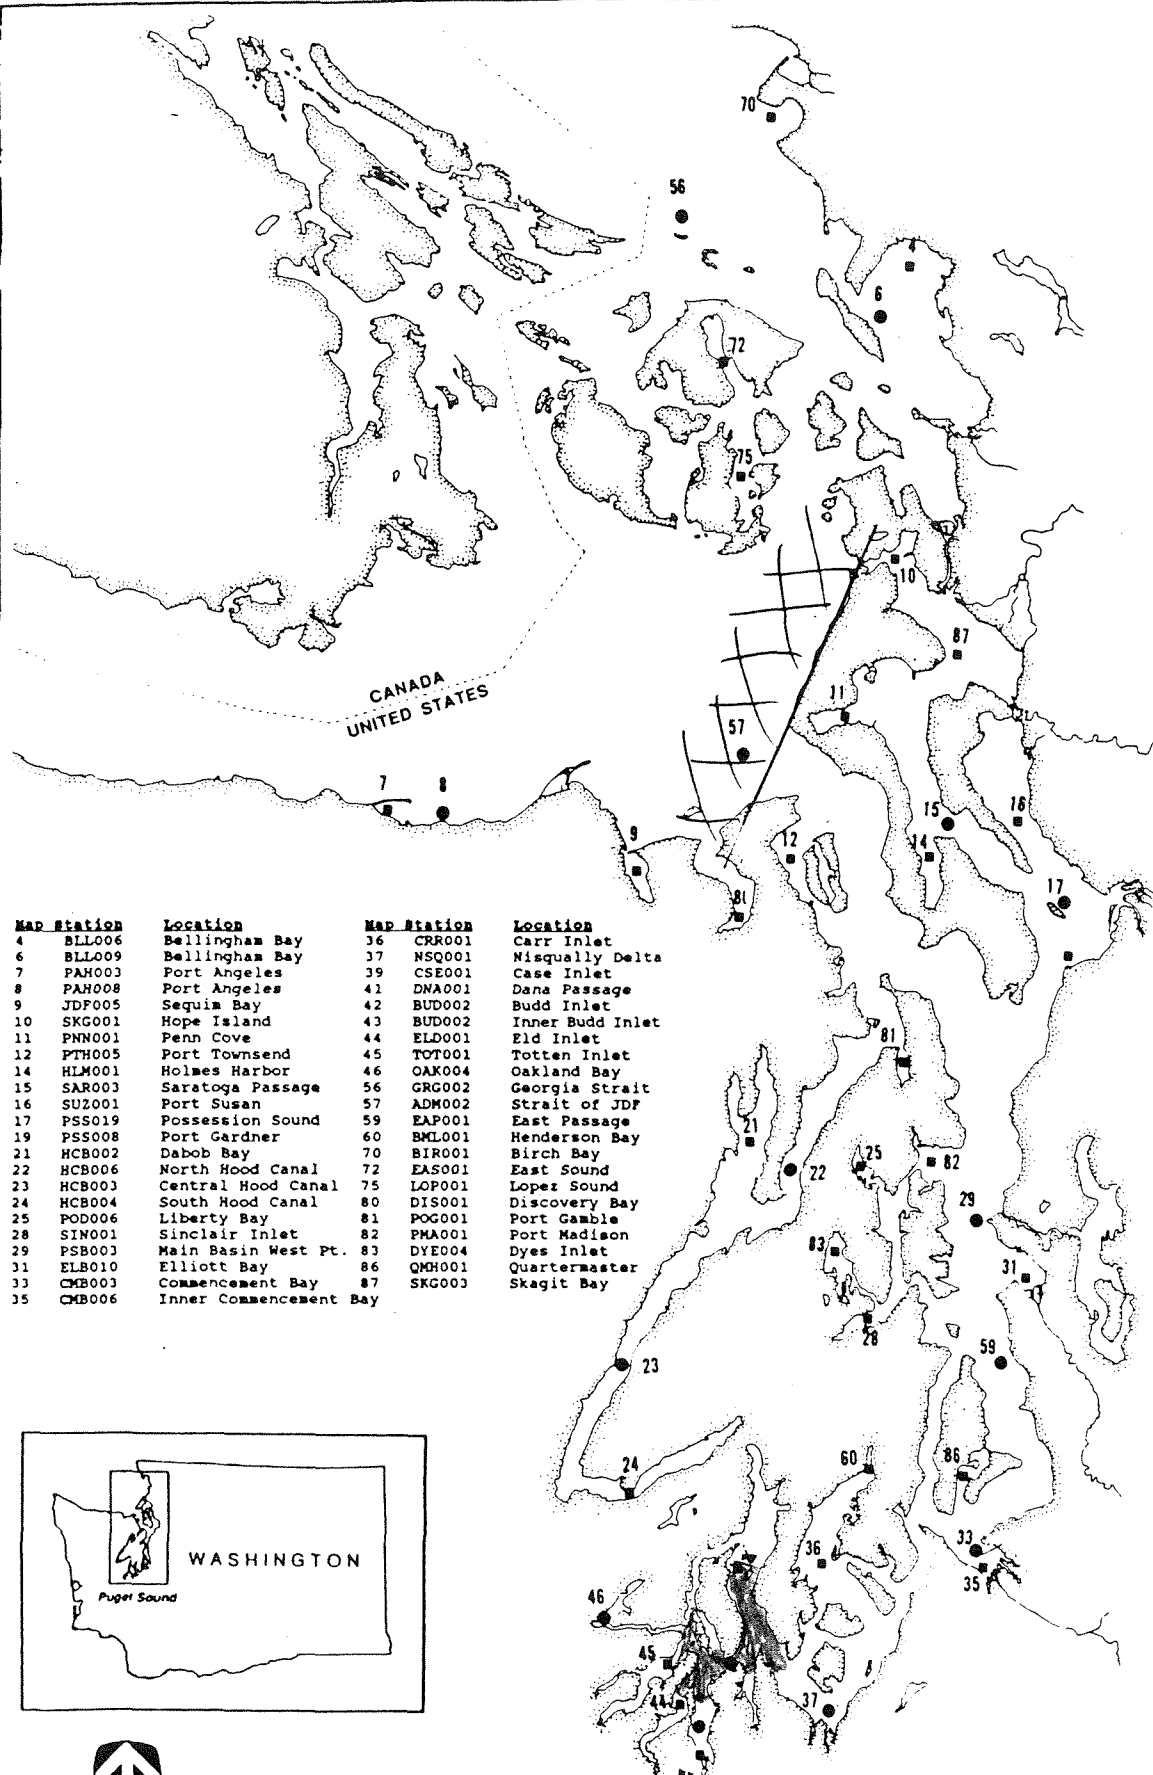 70
56
4
6
72
75
10
87
CANADA
UNITED STATES
11
57
7
8
15
16
9
12
14
17
Map Station Location Map Station Location
4 BLL006 Bellingham Bay 36 CRR001 Carr Inlet
6 BLL009 Bellingham Bay 37 NSQ001 Nisqually Delta
7 PAH003 Port Angeles 39 CSE001 Case Inlet
8 PAH008 Port Angeles 41 DNA001 Dana Passage
9 JDF005 Sequim Bay 42 BUD002 Budd Inlet
10 SKG001 Hope Island 43 BUD002 Inner Budd Inlet
11 PNN001 Penn Cove 44 ELD001 Eld Inlet
12 PTH005 Port Townsend 45 TOT001 Totten Inlet
14 HLM001 Holmes Harbor 46 OAK004 Oakland Bay
15 SAR003 Saratoga Passage 56 GRG002 Georgia Strait
16 SUZ001 Port Susan 57 ADM002 Strait of JDF
17 PSS019 Possession Sound 59 EAP001 East Passage
19 PSS008 Port Gardner 60 BML001 Henderson Bay
21 HCB002 Dabob Bay 70 BIR001 Birch Bay
22 HCB006 North Hood Canal 72 EAS001 East Sound
23 HCB003 Central Hood Canal 75 LOP001 Lopez Sound
24 HCB004 South Hood Canal 80 DIS001 Discovery Bay
25 POD006 Liberty Bay 81 POG001 Port Gamble
28 SIN001 Sinclair Inlet 82 PMA001 Port Madison
29 PSB003 Main Basin West Pt. 83 DYE004 Dyes Inlet
31 ELB010 Elliott Bay 86 QMH001 Quartermaster
33 CMB003 Commencement Bay 87 SKG003 Skagit Bay
35 CMB006 Inner Commencement Bay
81
21
25
82
22
29
83
31
28
59
23
60
24
86
WASHINGTON
Puget Sound
36
33
35
46
45
44
37